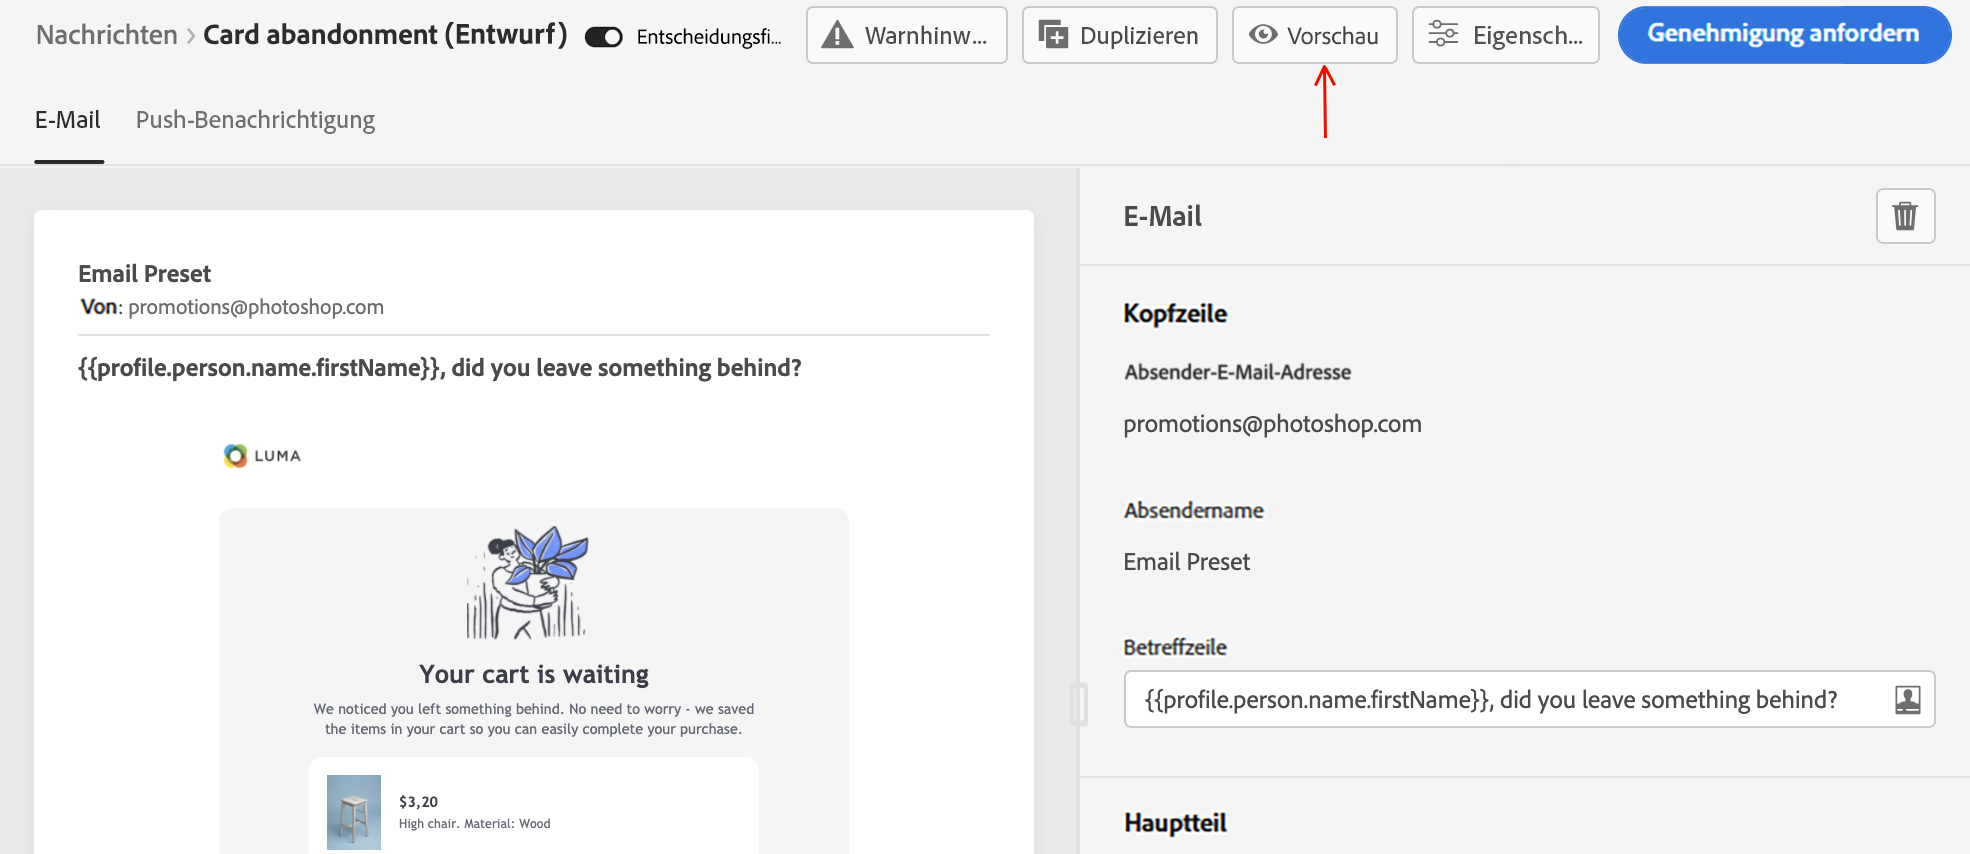 Nachrichten › Card abandonment (Entwurf) Entscheidungsfi... Warnhinw... Duplizieren Vorschau Eigensch... Genehmigung anfordern
E-Mail Push-Benachrichtigung
Email Preset
Von: promotions@photoshop.com
{{profile.person.name.firstName}}, did you leave something behind?
LUMA
Your cart is waiting
We noticed you left something behind. No need to worry - we saved
the items in your cart so you can easily complete your purchase.
$3,20
High chair. Material: Wood
E-Mail
Kopfzeile
Absender-E-Mail-Adresse
promotions@photoshop.com
Absendername
Email Preset
Betreffzeile
{{profile.person.name.firstName}}, did you leave something behind?
Hauptteil